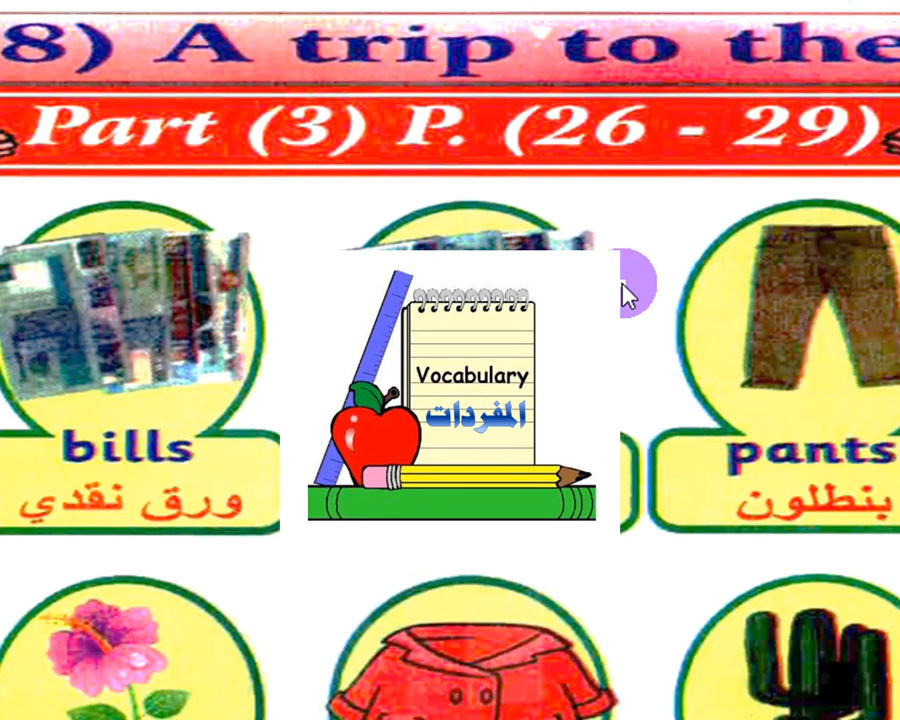 8) A trip to the
Part (3) P. (26 - 29)
Vocabulary
المفردات
bills
pants
ورق نقدي
بنطلون